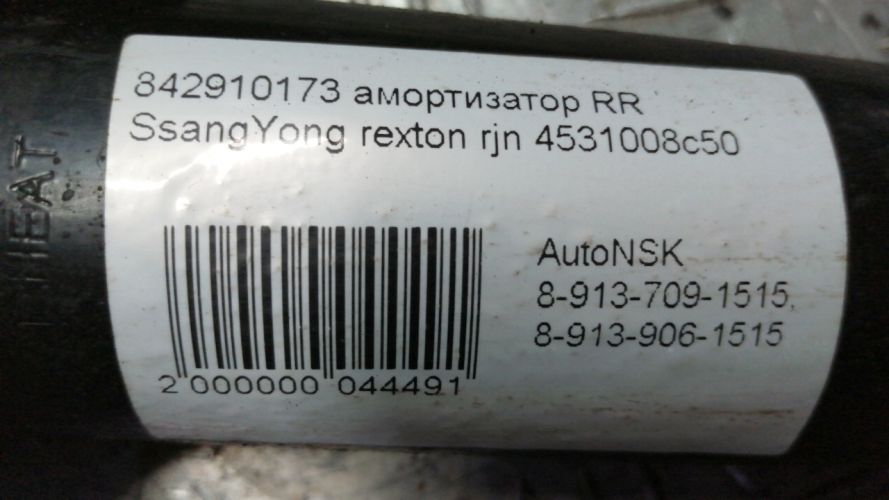 842910173 амортизатор RR
SsangYong rexton rjn 4531008c50
AutoNSK
8-913-709-1515,
8-913-906-1515
2 000000 044491
HEAT